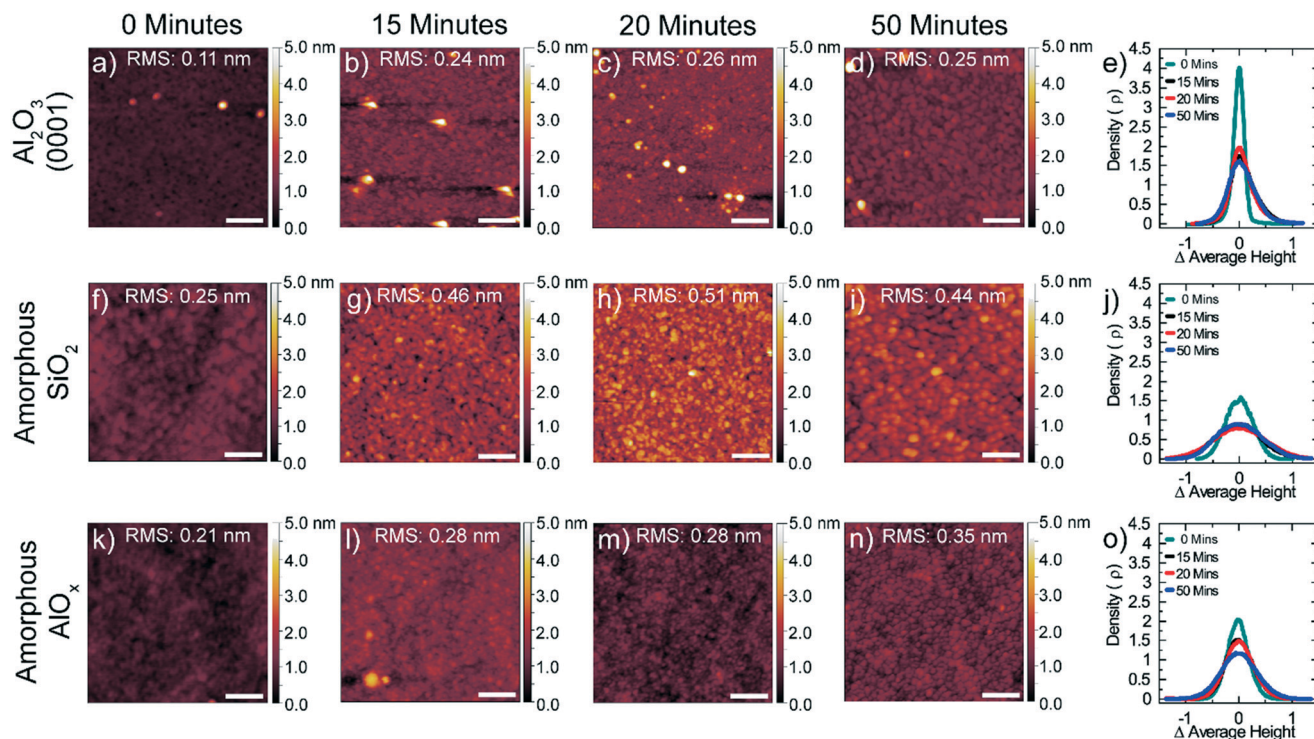 0 Minutes
15 Minutes
20 Minutes
50 Minutes
Al2O3
(0001)
a)
RMS: 0.11 nm
5.0 nm
4.0
3.0
2.0
1.0
0.0
b)
RMS: 0.24 nm
5.0 nm
4.0
3.0
2.0
1.0
0.0
c)
RMS: 0.26 nm
5.0 nm
4.0
3.0
2.0
1.0
0.0
d)
RMS: 0.25 nm
5.0 nm
4.0
3.0
2.0
1.0
0.0
e)
Density (ρ)
4.5
4
3.5
3
2.5
2
1.5
1
0.5
0
0 Mins
15 Mins
20 Mins
50 Mins
-1 0 1
Δ Average Height
Amorphous
SiO2
f)
RMS: 0.25 nm
5.0 nm
4.0
3.0
2.0
1.0
0.0
g)
RMS: 0.46 nm
5.0 nm
4.0
3.0
2.0
1.0
0.0
h)
RMS: 0.51 nm
5.0 nm
4.0
3.0
2.0
1.0
0.0
i)
RMS: 0.44 nm
5.0 nm
4.0
3.0
2.0
1.0
0.0
j)
Density (ρ)
4.5
4
3.5
3
2.5
2
1.5
1
0.5
0
0 Mins
15 Mins
20 Mins
50 Mins
-1 0 1
Δ Average Height
Amorphous
AlOx
k)
RMS: 0.21 nm
5.0 nm
4.0
3.0
2.0
1.0
0.0
l)
RMS: 0.28 nm
5.0 nm
4.0
3.0
2.0
1.0
0.0
m)
RMS: 0.28 nm
5.0 nm
4.0
3.0
2.0
1.0
0.0
n)
RMS: 0.35 nm
5.0 nm
4.0
3.0
2.0
1.0
0.0
o)
Density (ρ)
4.5
4
3.5
3
2.5
2
1.5
1
0.5
0
0 Mins
15 Mins
20 Mins
50 Mins
-1 0 1
Δ Average Height